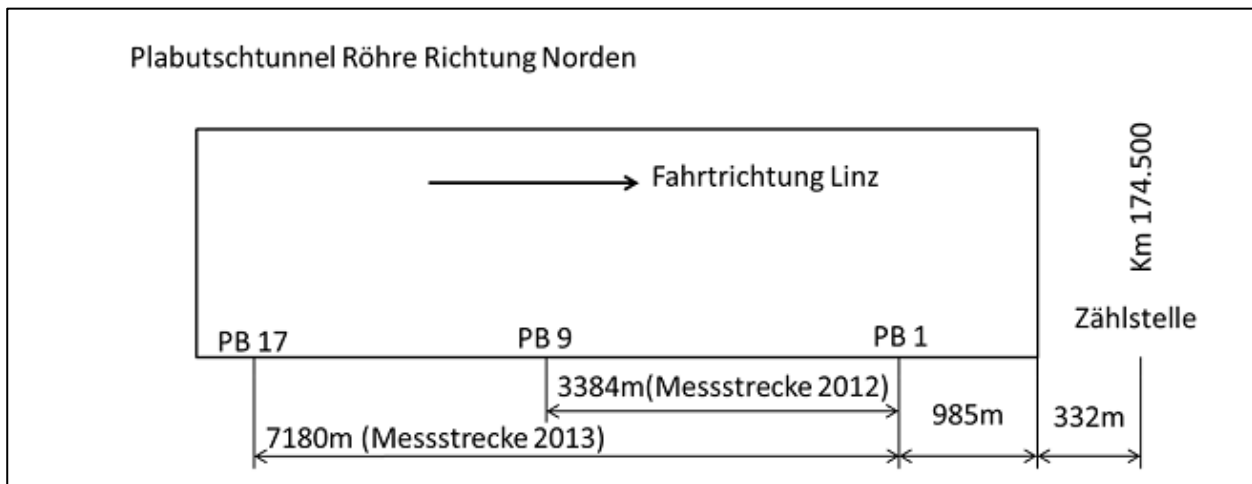 Plabutschtunnel Röhre Richtung Norden
Fahrtrichtung Linz
Km 174.500
Zählstelle
PB 17
PB 9
PB 1
3384m(Messstrecke 2012)
985m
332m
7180m (Messstrecke 2013)